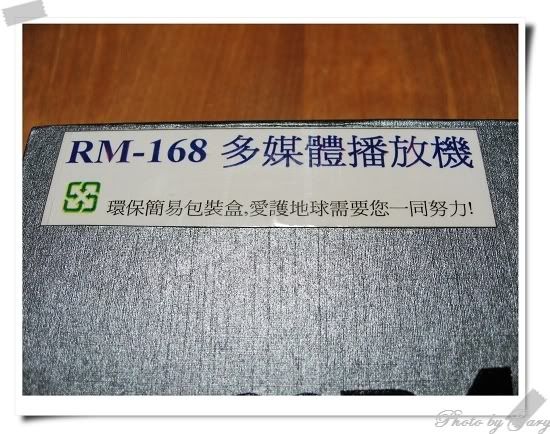 RM-168 多媒體播放機
環保簡易包裝盒,愛護地球需要您一同努力!
Photo by Gary